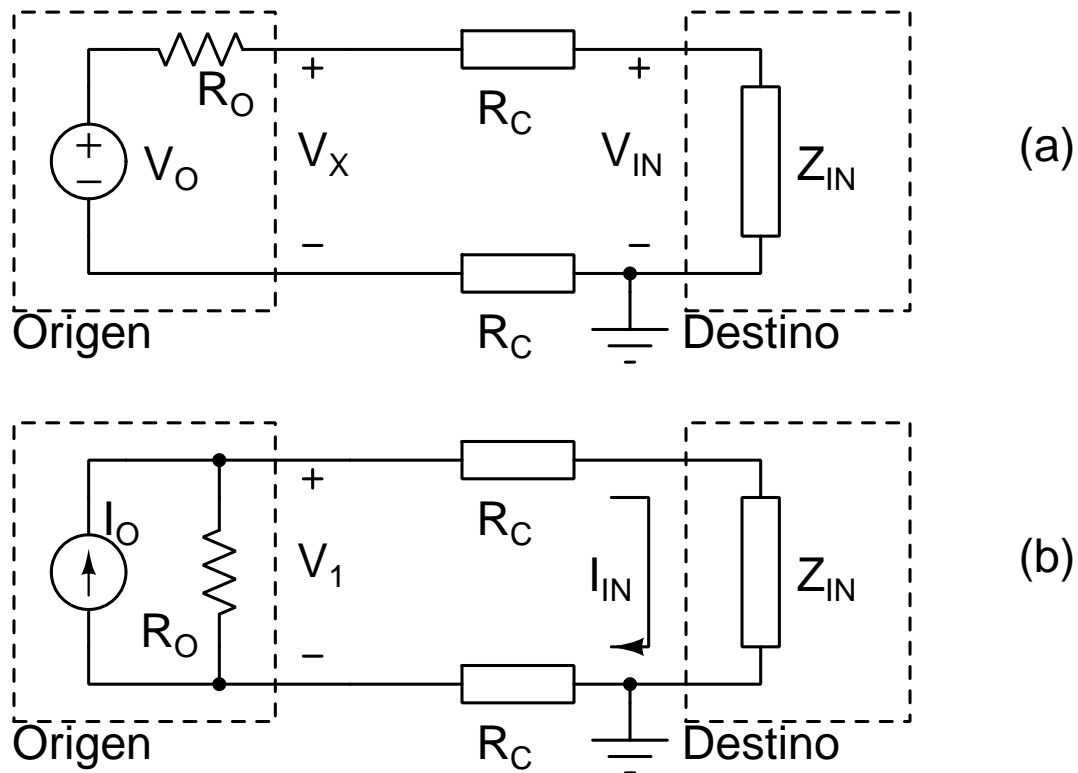 R_O
+
+
R_C
+
−
V_O
V_X
V_IN
Z_IN
(a)
−
−
R_C
Origen
Destino
+
R_C
I_O
V_1
I_IN
Z_IN
(b)
R_O
−
R_C
Origen
Destino